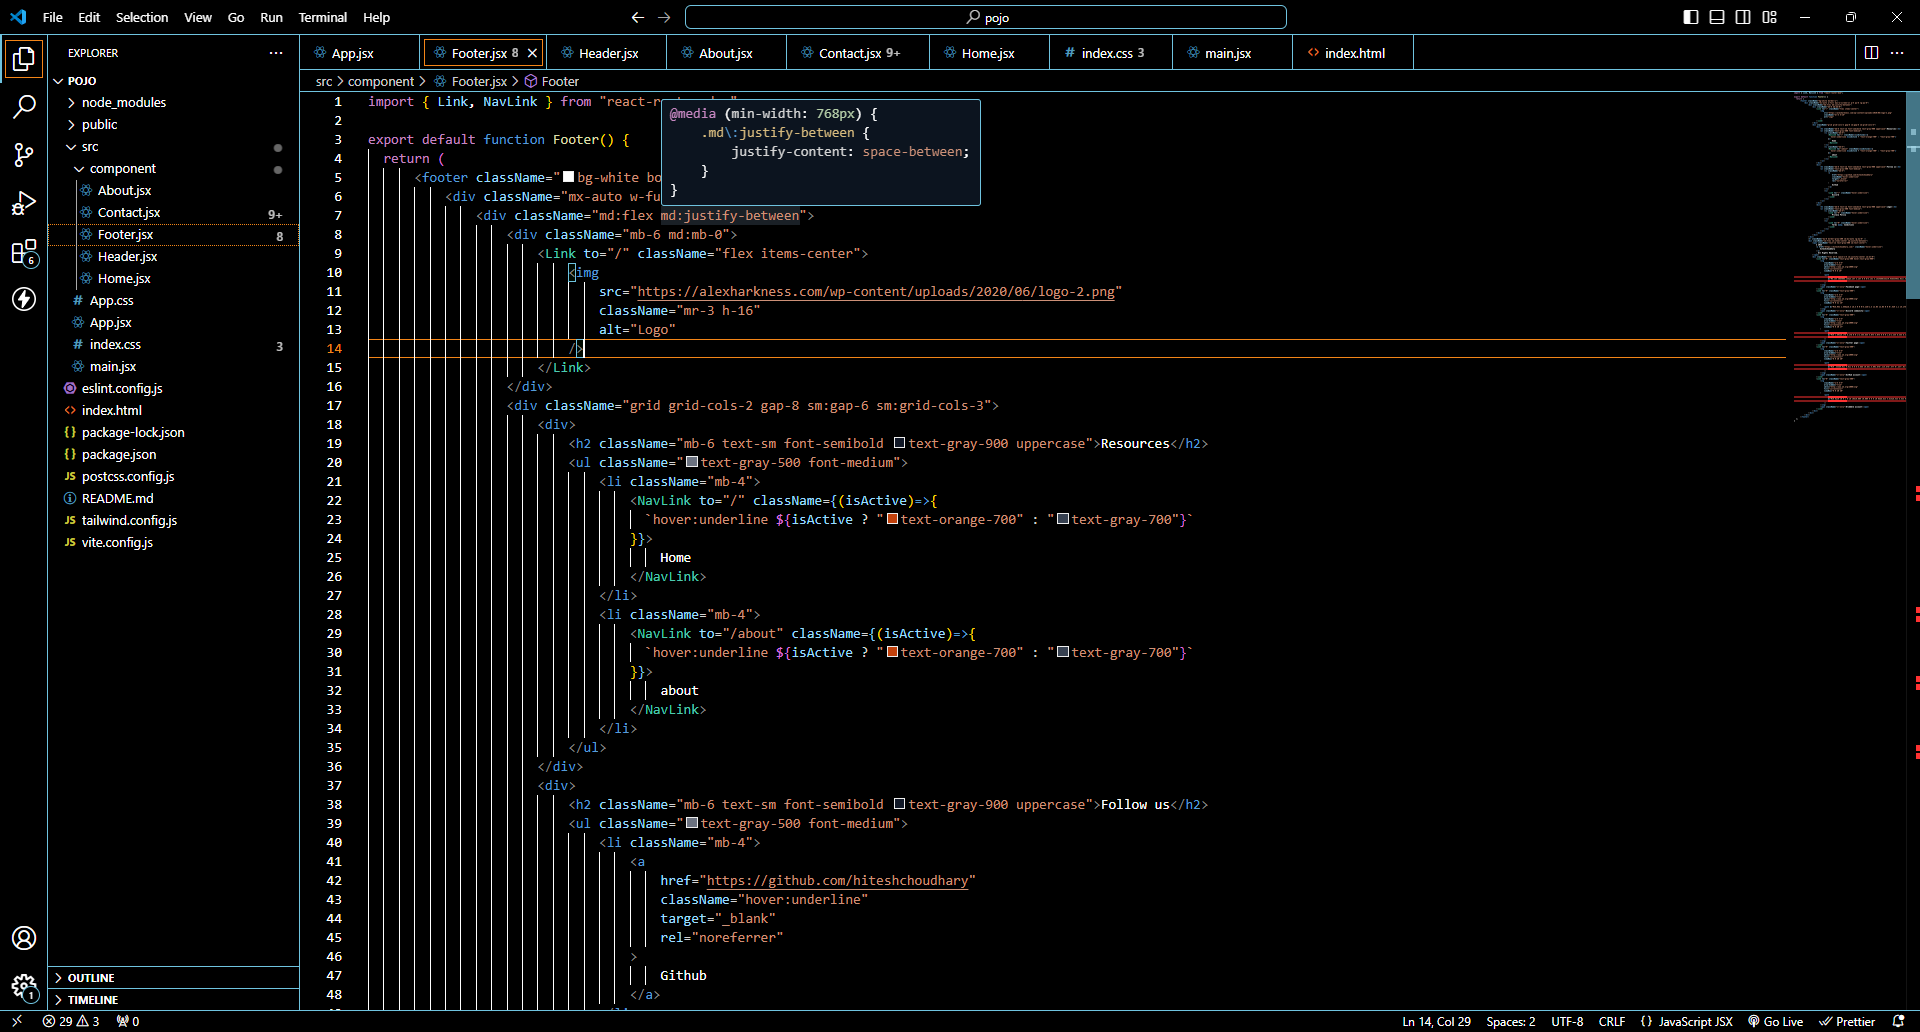 File Edit Selection View Go Run Terminal Help
pojo
EXPLORER
POJO
node_modules
public
src
component
About.jsx
Contact.jsx 9+
Footer.jsx 8
Header.jsx
Home.jsx
# App.css
App.jsx
# index.css 3
main.jsx
eslint.config.js
<> index.html
{} package-lock.json
{} package.json
JS postcss.config.js
README.md
JS tailwind.config.js
JS vite.config.js
OUTLINE
TIMELINE
6
1
App.jsx Footer.jsx 8 Header.jsx About.jsx Contact.jsx 9+ Home.jsx # index.css 3 main.jsx <> index.html
src > component > Footer.jsx > Footer
1 import { Link, NavLink } from "react-r
2
3 export default function Footer() {
4 return (
5 <footer className="bg-white bo
6 <div className="mx-auto w-fu
7 <div className="md:flex md:justify-between">
8 <div className="mb-6 md:mb-0">
9 <Link to="/" className="flex items-center">
10 <img
11 src="https://alexharkness.com/wp-content/uploads/2020/06/logo-2.png"
12 className="mr-3 h-16"
13 alt="Logo"
14 />
15 </Link>
16 </div>
17 <div className="grid grid-cols-2 gap-8 sm:gap-6 sm:grid-cols-3">
18 <div>
19 <h2 className="mb-6 text-sm font-semibold text-gray-900 uppercase">Resources</h2>
20 <ul className="text-gray-500 font-medium">
21 <li className="mb-4">
22 <NavLink to="/" className={(isActive)=>{
23 `hover:underline ${isActive ? "text-orange-700" : "text-gray-700"}`
24 }}>
25 Home
26 </NavLink>
27 </li>
28 <li className="mb-4">
29 <NavLink to="/about" className={(isActive)=>{
30 `hover:underline ${isActive ? "text-orange-700" : "text-gray-700"}`
31 }}>
32 about
33 </NavLink>
34 </li>
35 </ul>
36 </div>
37 <div>
38 <h2 className="mb-6 text-sm font-semibold text-gray-900 uppercase">Follow us</h2>
39 <ul className="text-gray-500 font-medium">
40 <li className="mb-4">
41 <a
42 href="https://github.com/hiteshchoudhary"
43 className="hover:underline"
44 target="_blank"
45 rel="noreferrer"
46 >
47 Github
48 </a>
@media (min-width: 768px) {
.md\:justify-between {
justify-content: space-between;
}
}
29 3 0
Ln 14, Col 29 Spaces: 2 UTF-8 CRLF {} JavaScript JSX Go Live Prettier